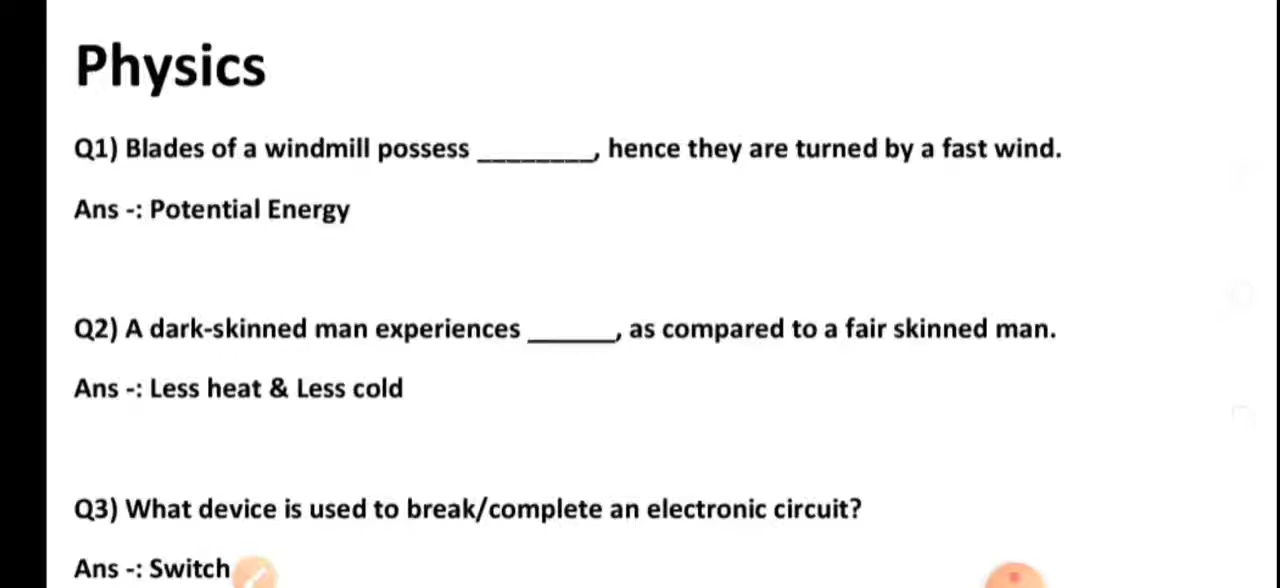 Physics
Q1) Blades of a windmill possess ________, hence they are turned by a fast wind.
Ans -: Potential Energy
Q2) A dark-skinned man experiences ______, as compared to a fair skinned man.
Ans -: Less heat & Less cold
Q3) What device is used to break/complete an electronic circuit?
Ans -: Switch